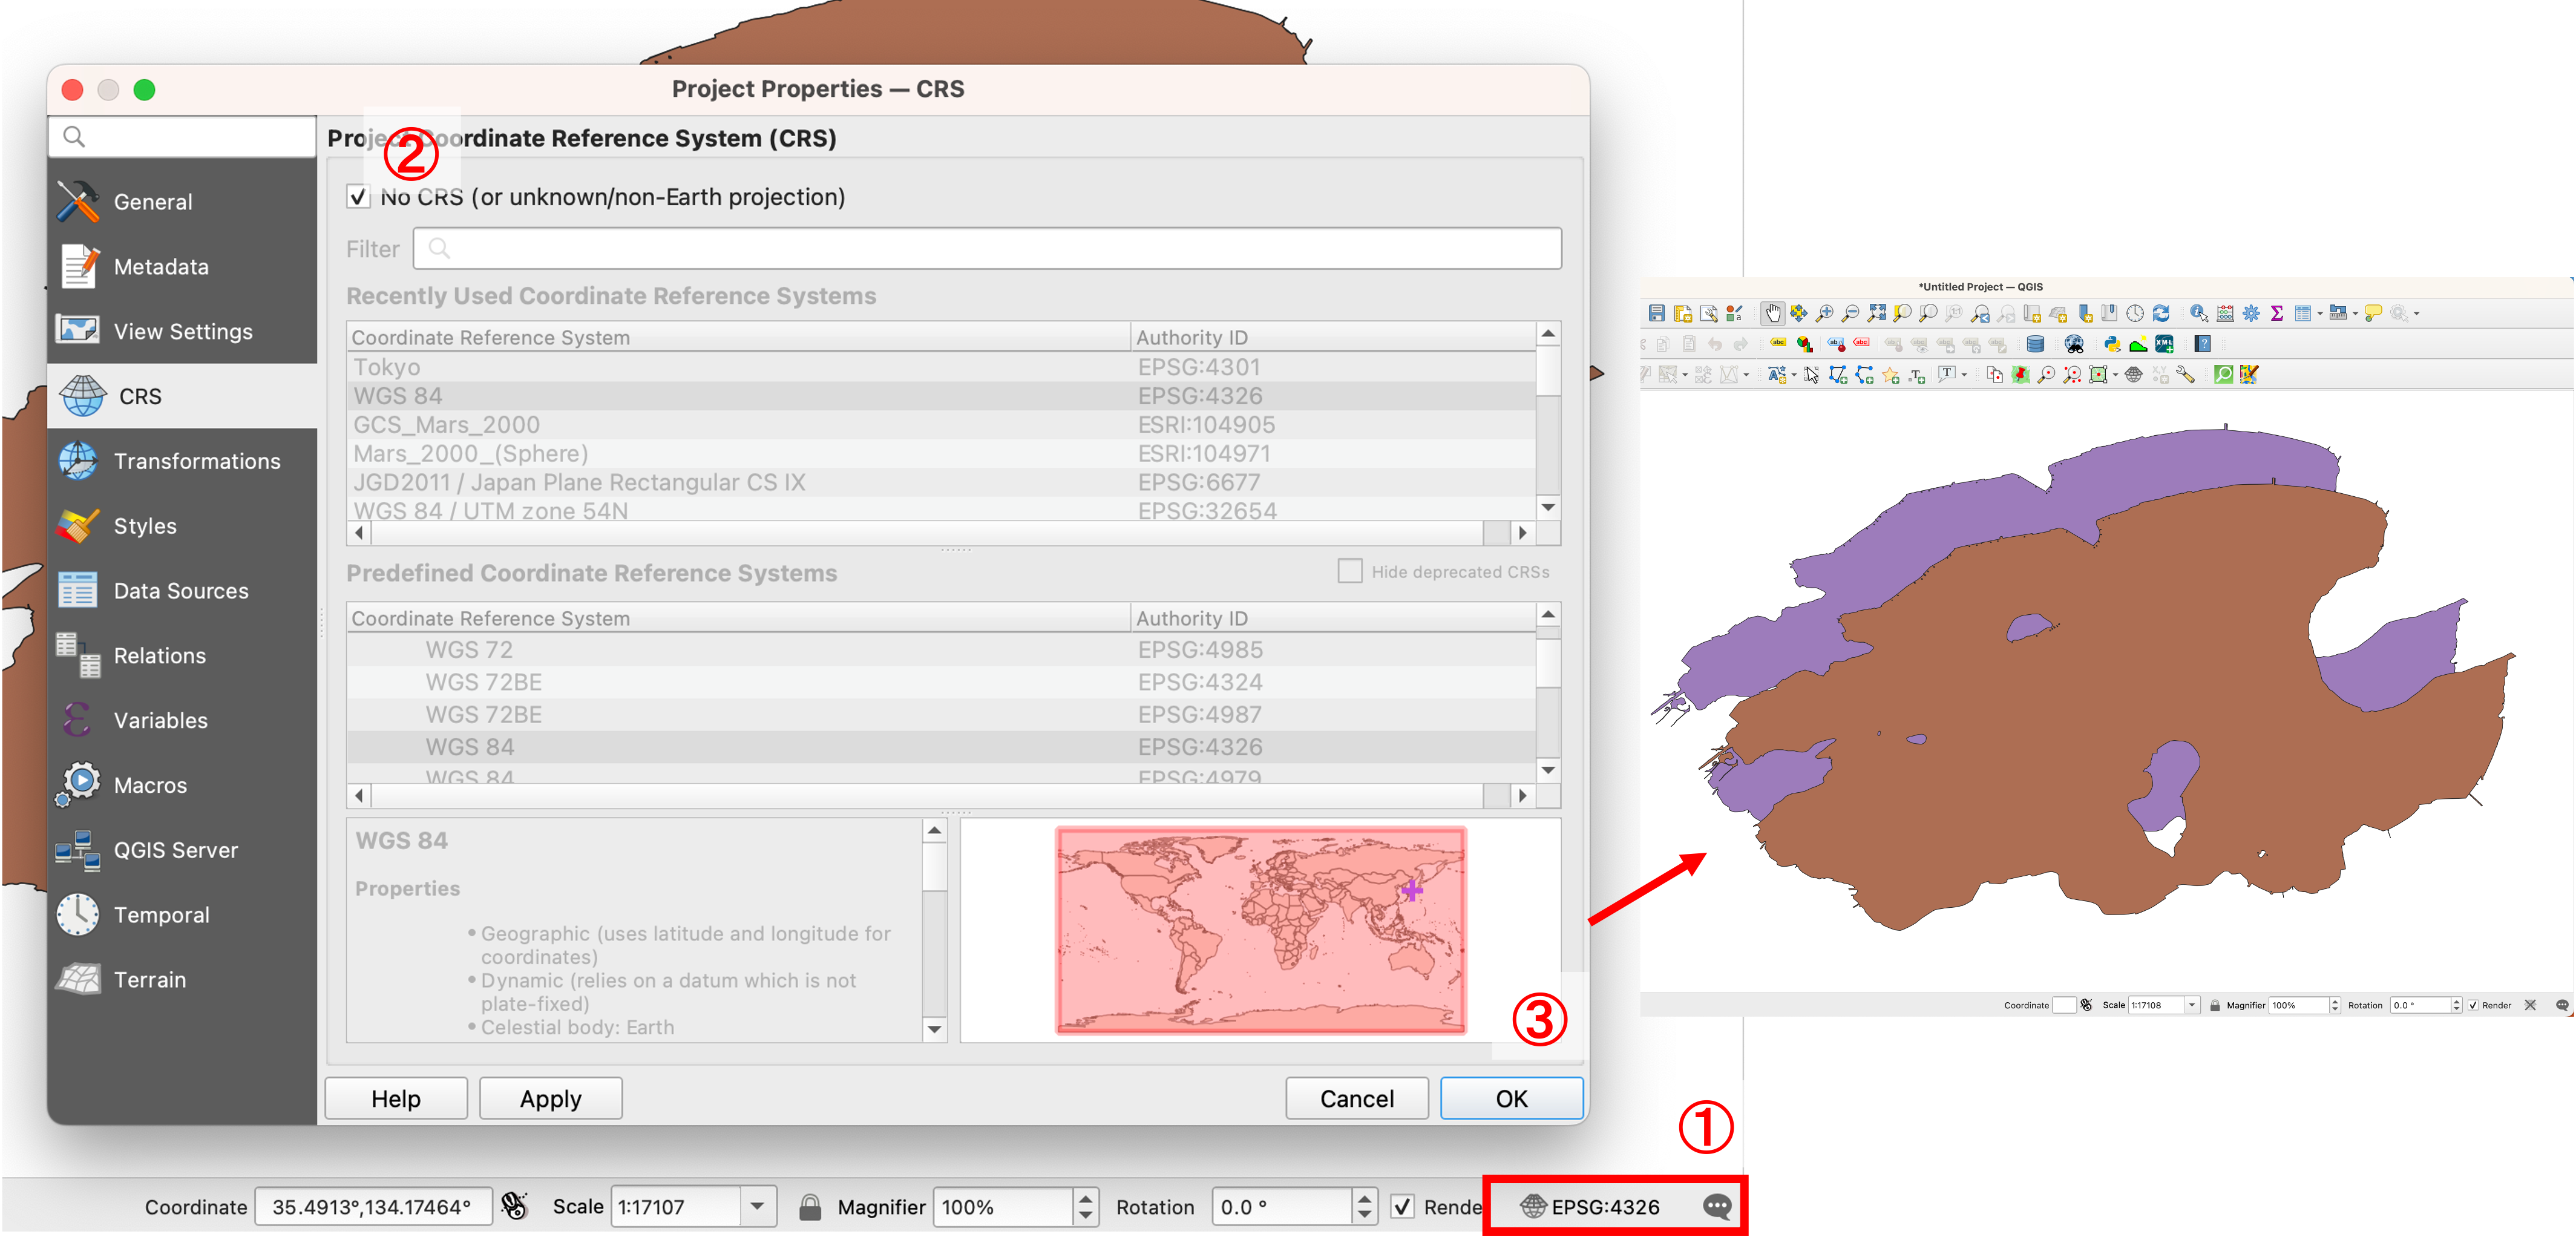 Project Properties — CRS
Project Coordinate Reference System (CRS)
②
No CRS (or unknown/non-Earth projection)
General
Metadata
View Settings
CRS
Transformations
Styles
Data Sources
Relations
Variables
Macros
QGIS Server
Temporal
Terrain
Filter
Recently Used Coordinate Reference Systems
Coordinate Reference System Authority ID
Tokyo EPSG:4301
WGS 84 EPSG:4326
GCS_Mars_2000 ESRI:104905
Mars_2000_(Sphere) ESRI:104971
JGD2011 / Japan Plane Rectangular CS IX EPSG:6677
WGS 84 / UTM zone 54N EPSG:32654
Predefined Coordinate Reference Systems Hide deprecated CRSs
Coordinate Reference System Authority ID
WGS 72 EPSG:4985
WGS 72BE EPSG:4324
WGS 72BE EPSG:4987
WGS 84 EPSG:4326
WGS 84 EPSG:4979
WGS 84
Properties
• Geographic (uses latitude and longitude for
coordinates)
• Dynamic (relies on a datum which is not
plate-fixed)
• Celestial body: Earth
③
Help Apply Cancel OK
①
Coordinate 35.4913°,134.17464° Scale 1:17107 Magnifier 100% Rotation 0.0 ° Rende EPSG:4326
*Untitled Project — QGIS
Coordinate Scale 1:17108 Magnifier 100% Rotation 0.0 ° Render